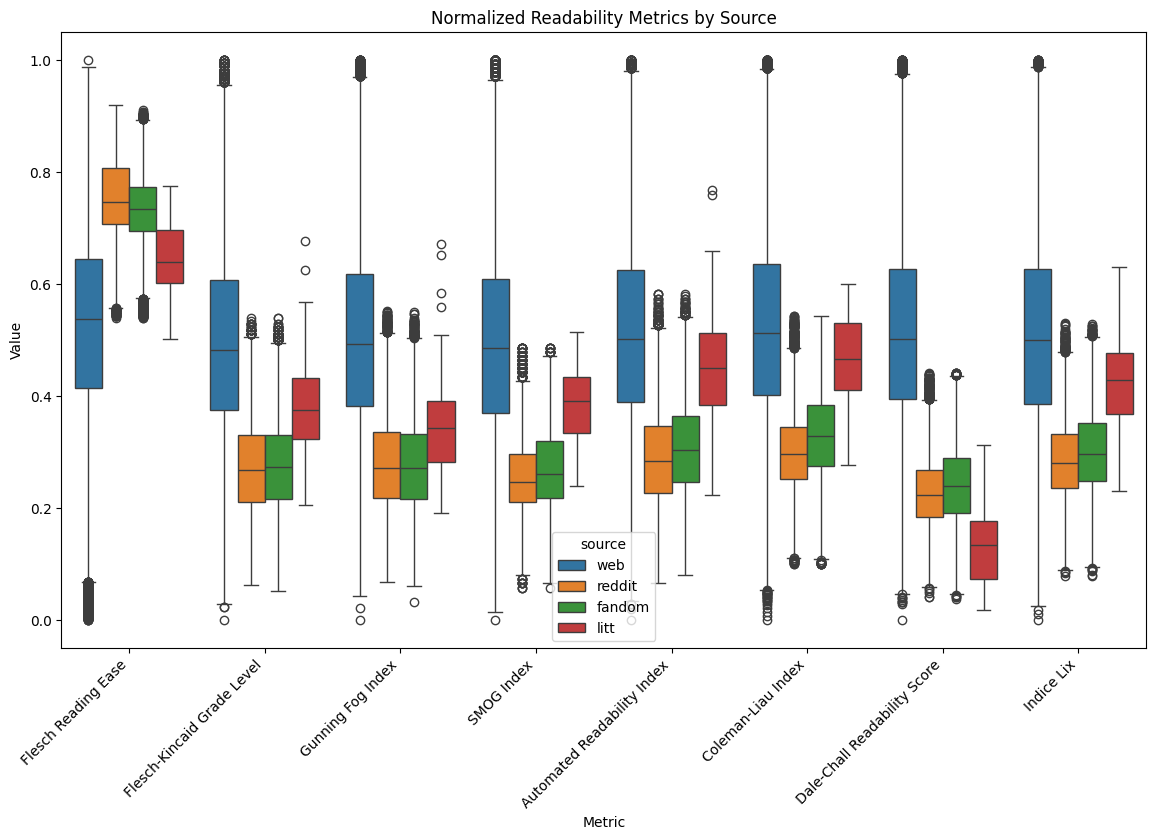 Normalized Readability Metrics by Source
Value
1.0
0.8
0.6
0.4
0.2
0.0
source
web
reddit
fandom
litt
Flesch Reading Ease
Flesch-Kincaid Grade Level
Gunning Fog Index
SMOG Index
Automated Readability Index
Coleman-Liau Index
Dale-Chall Readability Score
Indice Lix
Metric